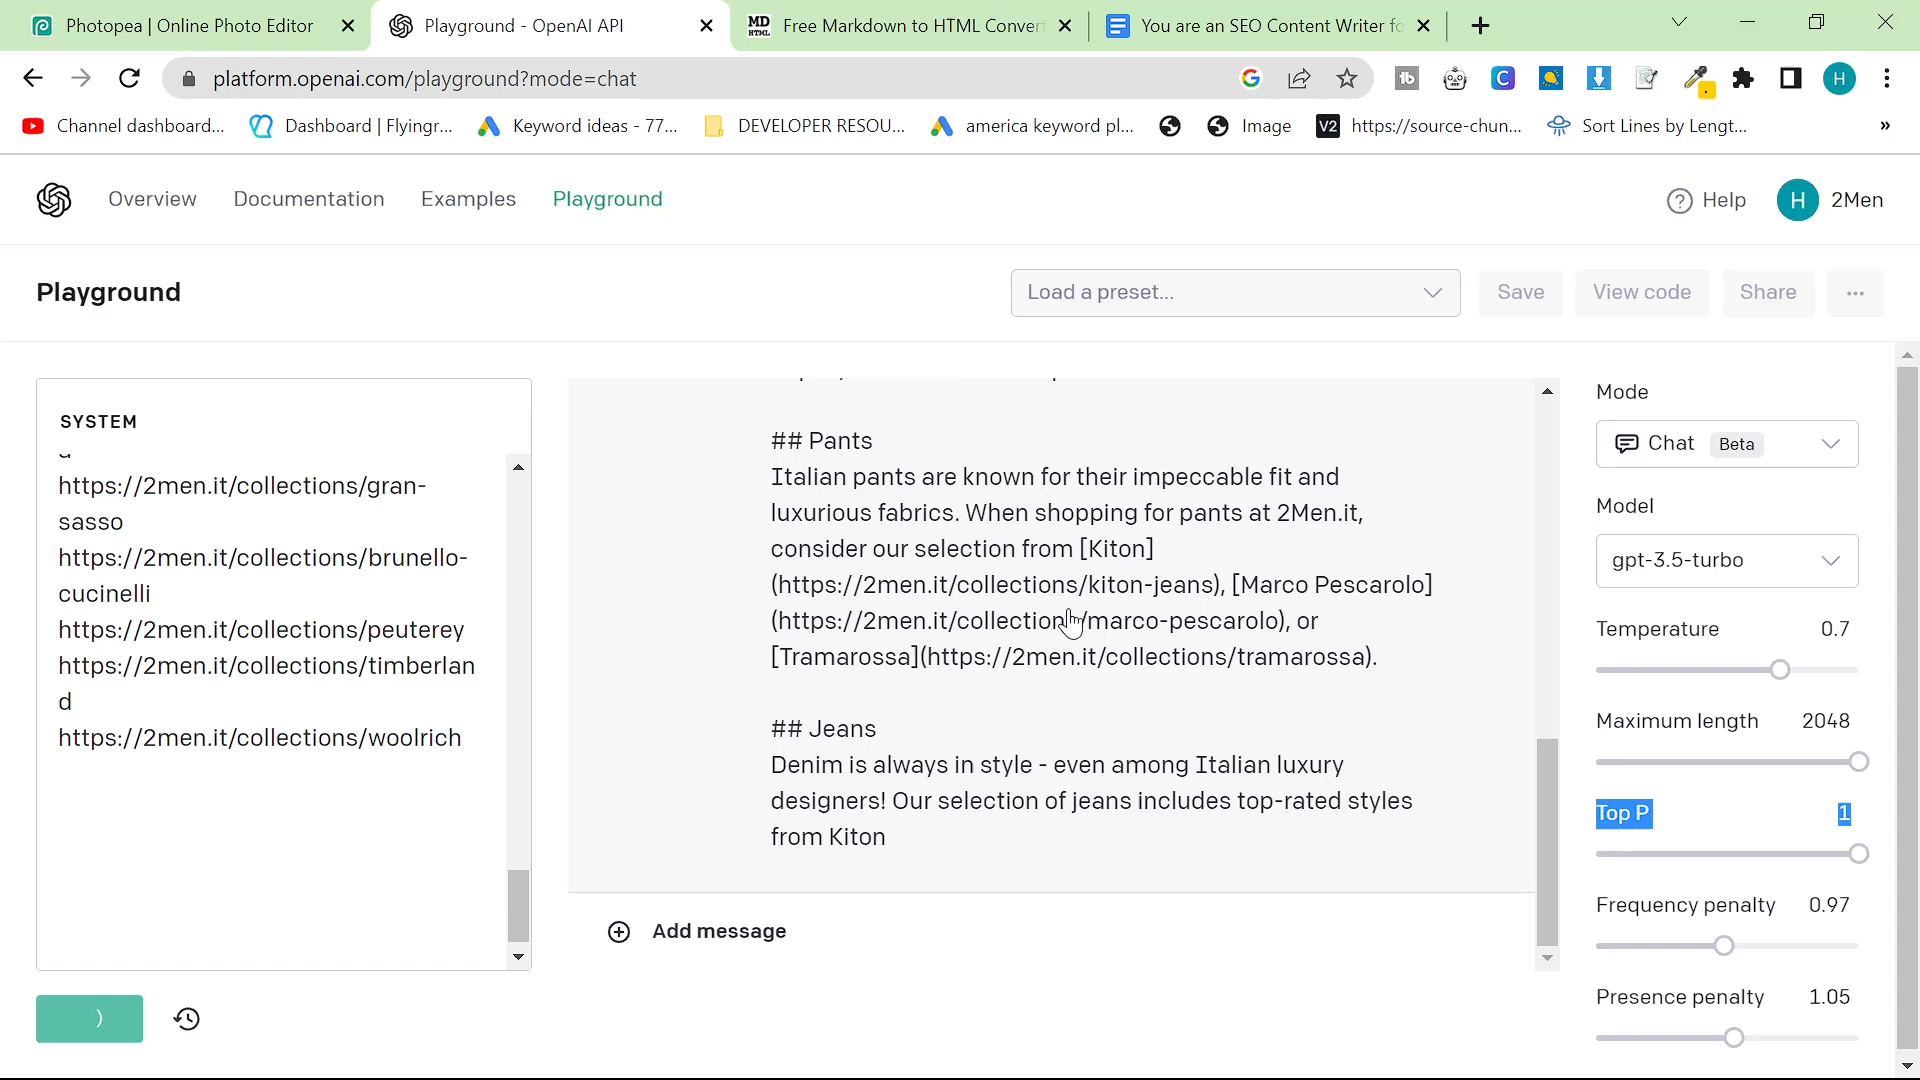 Photopea | Online Photo Editor
Playground - OpenAI API
MD HTML
Free Markdown to HTML Conver
You are an SEO Content Writer fo
platform.openai.com/playground?mode=chat
H
Channel dashboard...
Dashboard | Flyingr...
Keyword ideas - 77...
DEVELOPER RESOU...
america keyword pl...
Image
V2
https://source-chun...
Sort Lines by Lengt...
»
Overview
Documentation
Examples
Playground
Help
H
2Men
Playground
Load a preset...
Save
View code
Share
...
SYSTEM
https://2men.it/collections/gran-
sasso
https://2men.it/collections/brunello-
cucinelli
https://2men.it/collections/peuterey
https://2men.it/collections/timberlan
d
https://2men.it/collections/woolrich
## Pants
Italian pants are known for their impeccable fit and
luxurious fabrics. When shopping for pants at 2Men.it,
consider our selection from [Kiton]
(https://2men.it/collections/kiton-jeans), [Marco Pescarolo]
(https://2men.it/collection/marco-pescarolo), or
[Tramarossa](https://2men.it/collections/tramarossa).
## Jeans
Denim is always in style - even among Italian luxury
designers! Our selection of jeans includes top-rated styles
from Kiton
Add message
Mode
Chat Beta
Model
gpt-3.5-turbo
Temperature 0.7
Maximum length 2048
Top P 1
Frequency penalty 0.97
Presence penalty 1.05